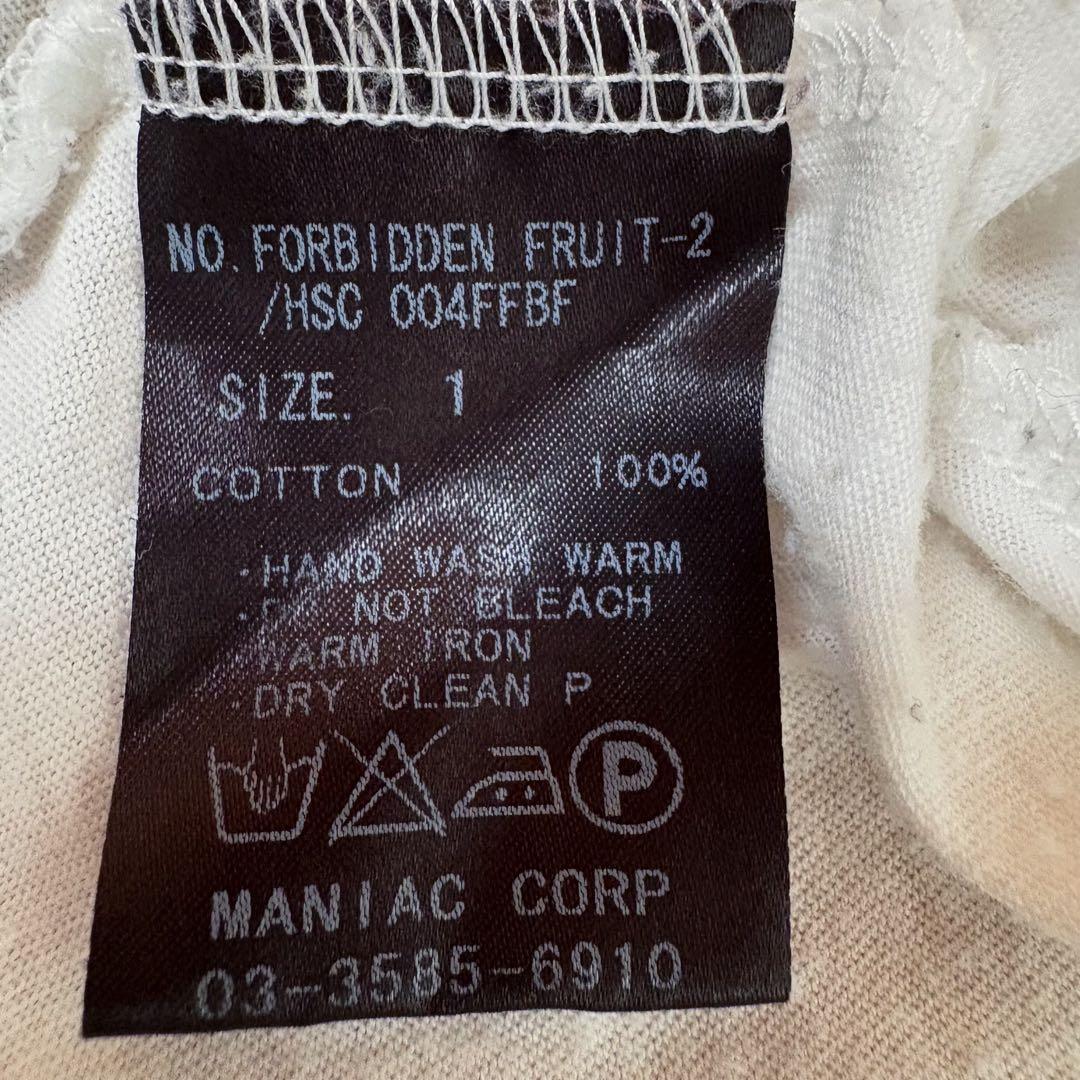 NO. FORBIDDEN FRUIT-2
/HSC 004FFBF
SIZE. 1
COTTON 100%
·HAND WASH WARM
·DO NOT BLEACH
·WARM IRON
·DRY CLEAN P
P
MANIAC CORP
03-3585-6910